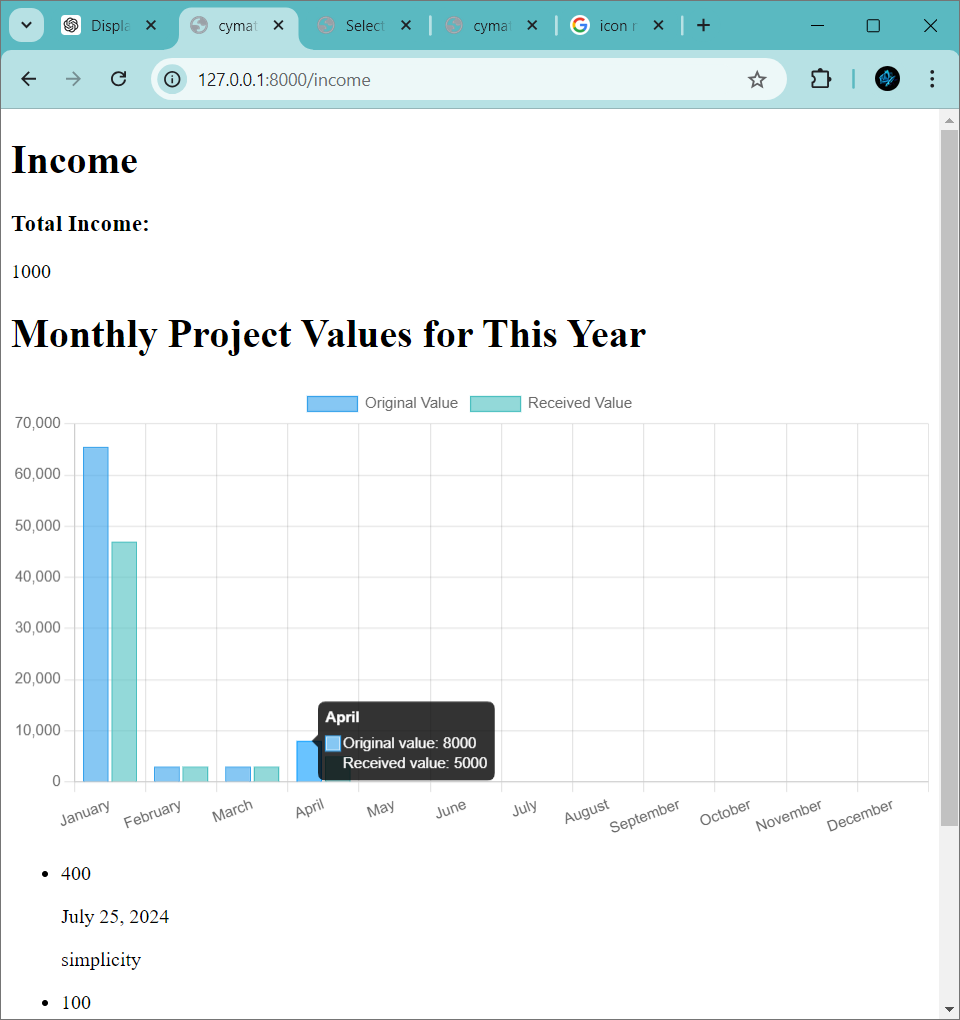 Displa
cymat
Select
cymat
icon r
127.0.0.1:8000/income
Income
Total Income:
1000
Monthly Project Values for This Year
Original Value Received Value
70,000
60,000
50,000
40,000
30,000
20,000
10,000
0
April
Original value: 8000
Received value: 5000
January February March April May June July August September October November December
• 400
July 25, 2024
simplicity
• 100